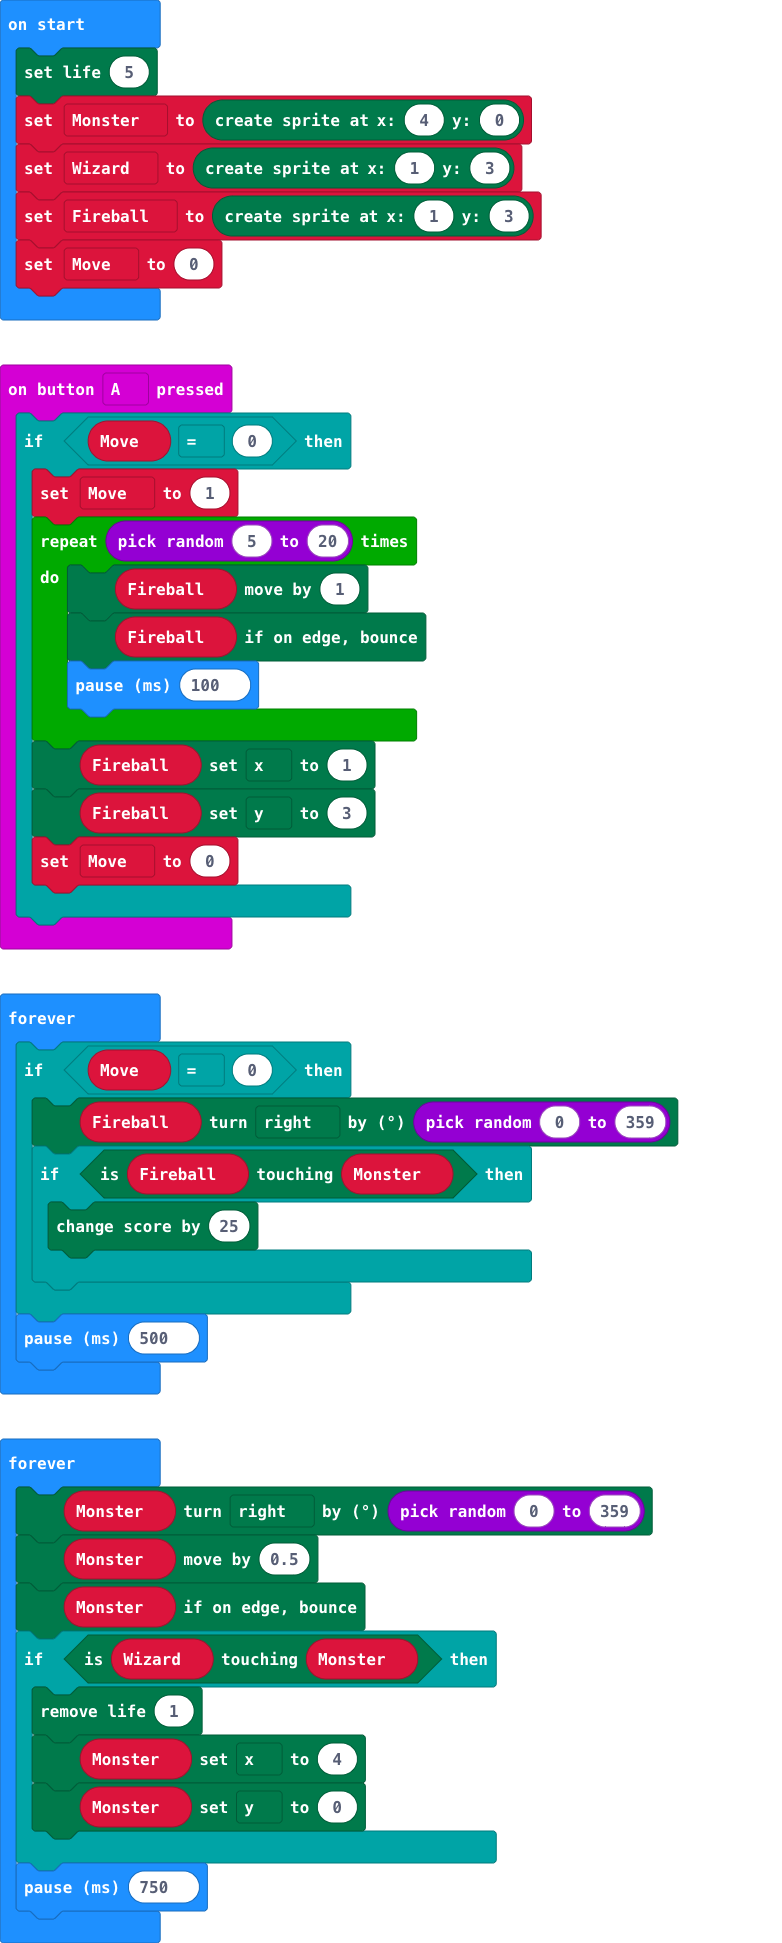 on start
set life 5
set Monster to create sprite at x: 4 y: 0
set Wizard to create sprite at x: 1 y: 3
set Fireball to create sprite at x: 1 y: 3
set Move to 0
on button A pressed
if Move = 0 then
set Move to 1
repeat pick random 5 to 20 times
do
Fireball move by 1
Fireball if on edge, bounce
pause (ms) 100
Fireball set x to 1
Fireball set y to 3
set Move to 0
forever
if Move = 0 then
Fireball turn right by (°) pick random 0 to 359
if is Fireball touching Monster then
change score by 25
pause (ms) 500
forever
Monster turn right by (°) pick random 0 to 359
Monster move by 0.5
Monster if on edge, bounce
if is Wizard touching Monster then
remove life 1
Monster set x to 4
Monster set y to 0
pause (ms) 750